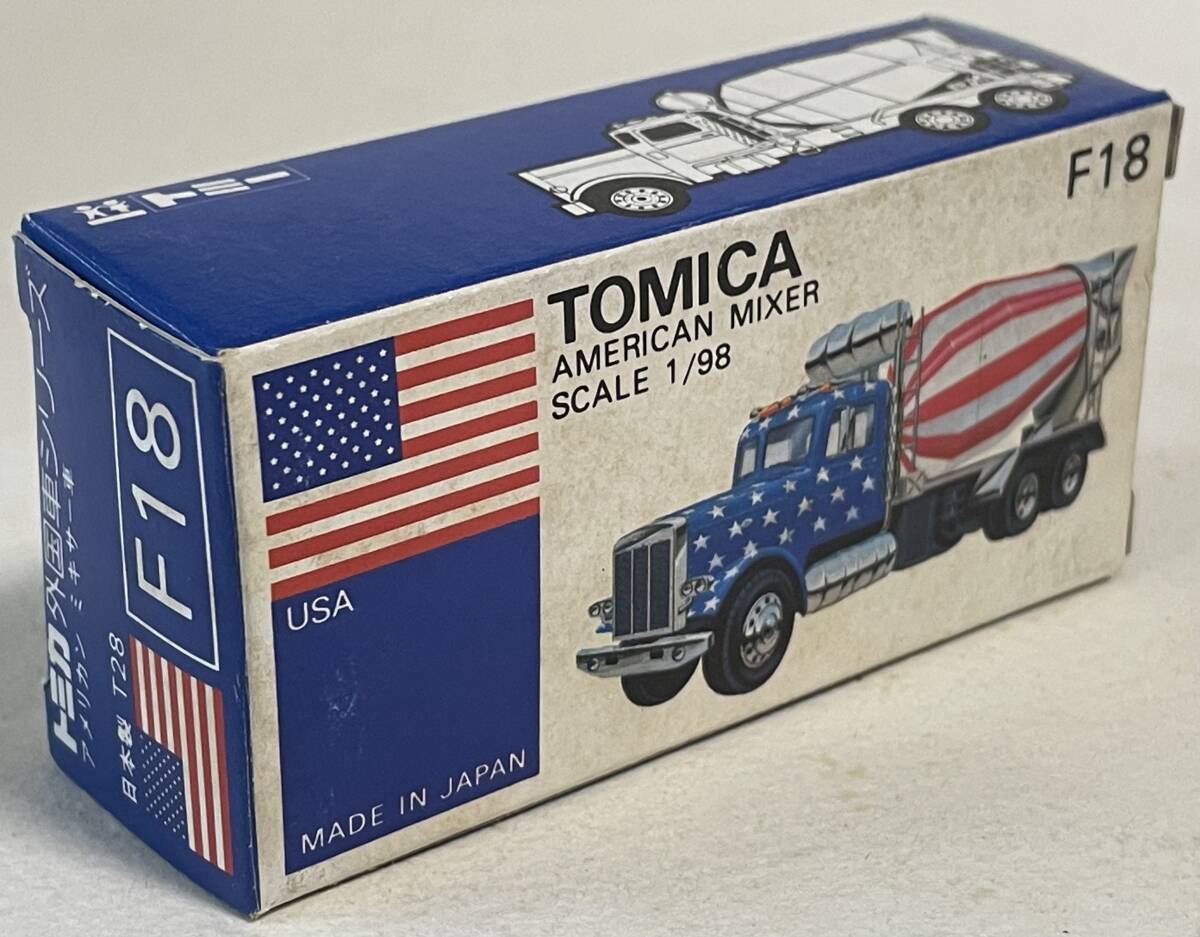 トミー
F18
TOMICA
AMERICAN MIXER
SCALE 1/98
USA
MADE IN JAPAN
トミカ外国車シリーズ
アメリカン ミキサー車
F18
日本製 T28